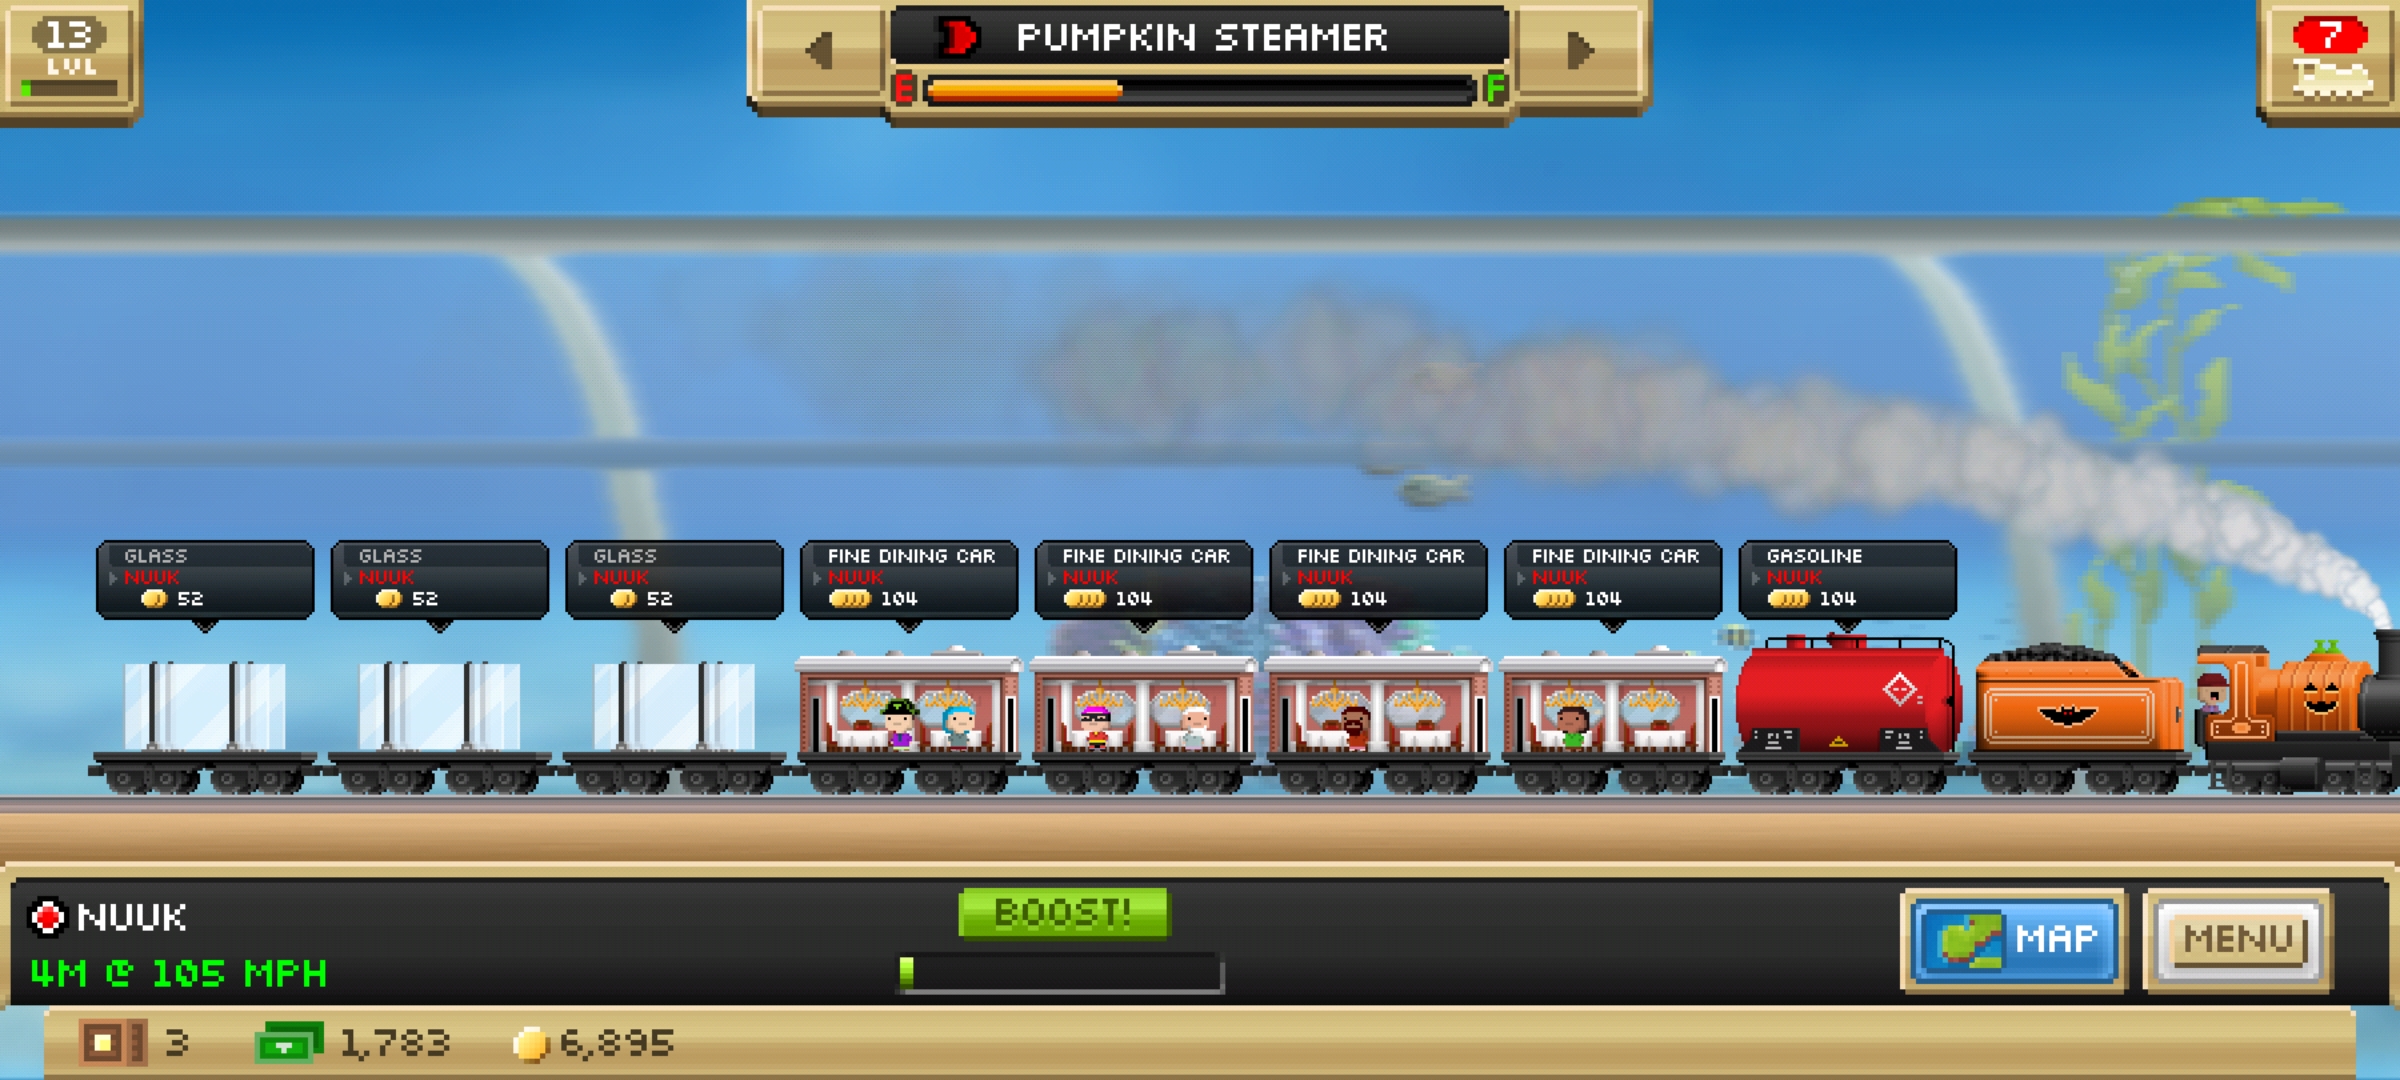 13
LVL
PUMPKIN STEAMER
E F
7
GLASS
NUUK
52
GLASS
NUUK
52
GLASS
NUUK
52
FINE DINING CAR
NUUK
104
FINE DINING CAR
NUUK
104
FINE DINING CAR
NUUK
104
FINE DINING CAR
NUUK
104
GASOLINE
NUUK
104
NUUK
4M @ 105 MPH
BOOST!
MAP
MENU
3
1,783
6,895